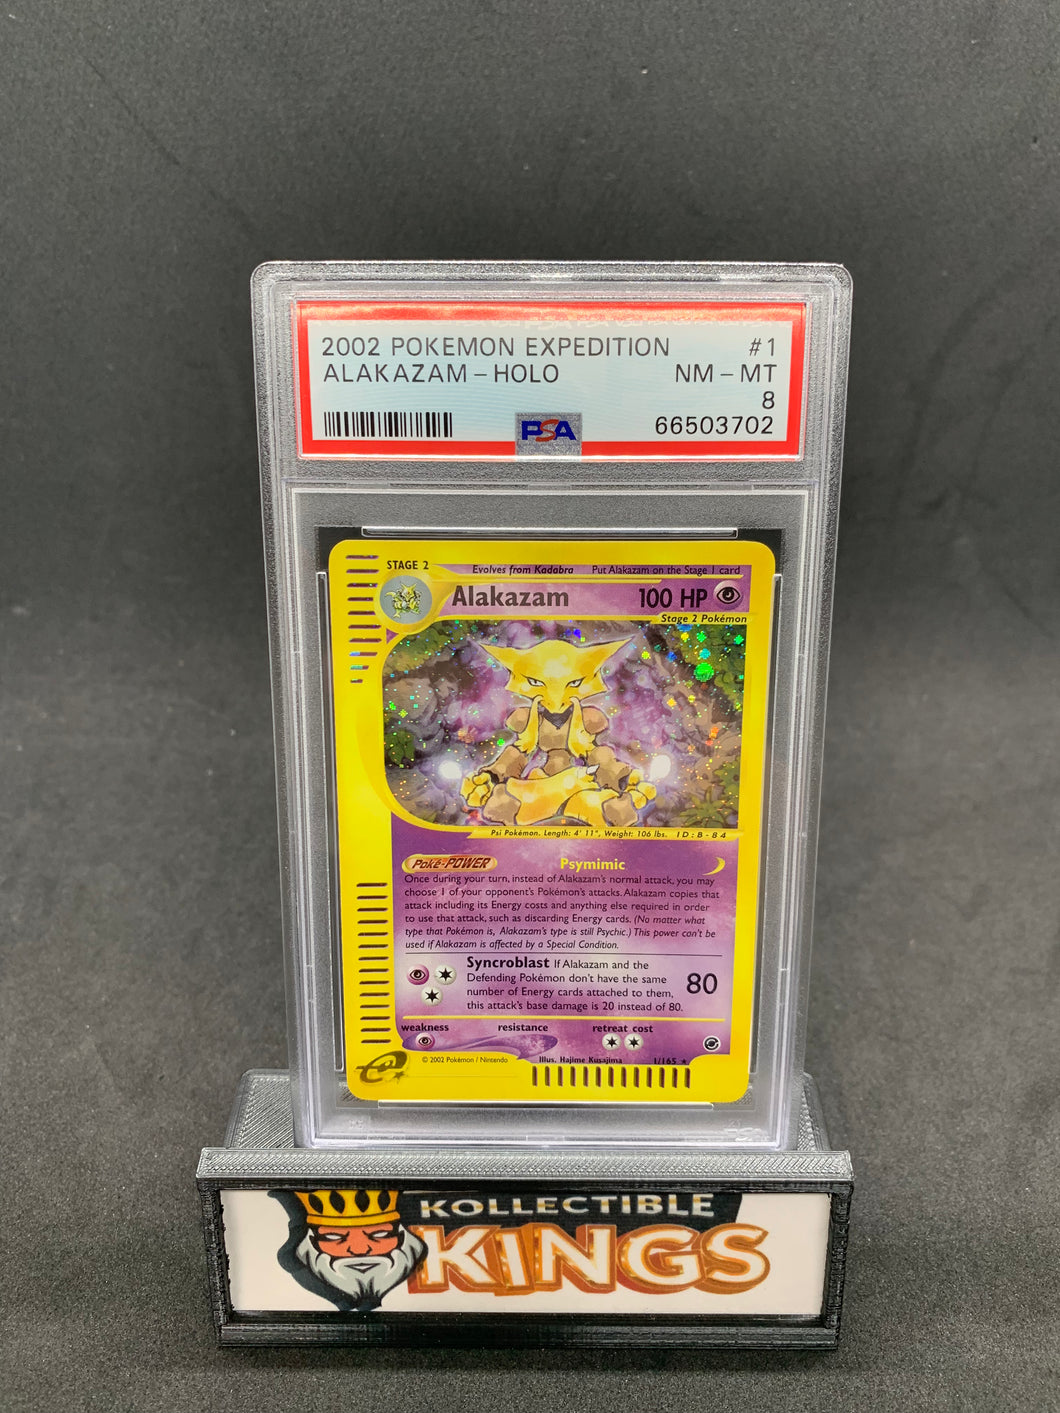 2002 POKEMON EXPEDITION #1
ALAKAZAM - HOLO NM - MT
8
PSA 66503702
STAGE 2 Evolves from Kadabra Put Alakazam on the Stage 1 card
Alakazam 100 HP
Stage 2 Pokémon
Psi Pokémon. Length: 4' 11", Weight: 106 lbs. ID: B-84
Poké-POWER Psymimic
Once during your turn, instead of Alakazam's normal attack, you may
choose 1 of your opponent's Pokémon's attacks. Alakazam copies that
attack including its Energy costs and anything else required in order
to use that attack, such as discarding Energy cards. (No matter what
type that Pokémon is, Alakazam's type is still Psychic.) This power can't be
used if Alakazam is affected by a Special Condition.
Syncroblast If Alakazam and the
Defending Pokémon don't have the same
number of Energy cards attached to them,
this attack's base damage is 20 instead of 80.
80
weakness resistance retreat cost
e © 2002 Pokémon / Nintendo Illus. Hajime Kusajima 1/165
KOLLECTIBLE
KINGS